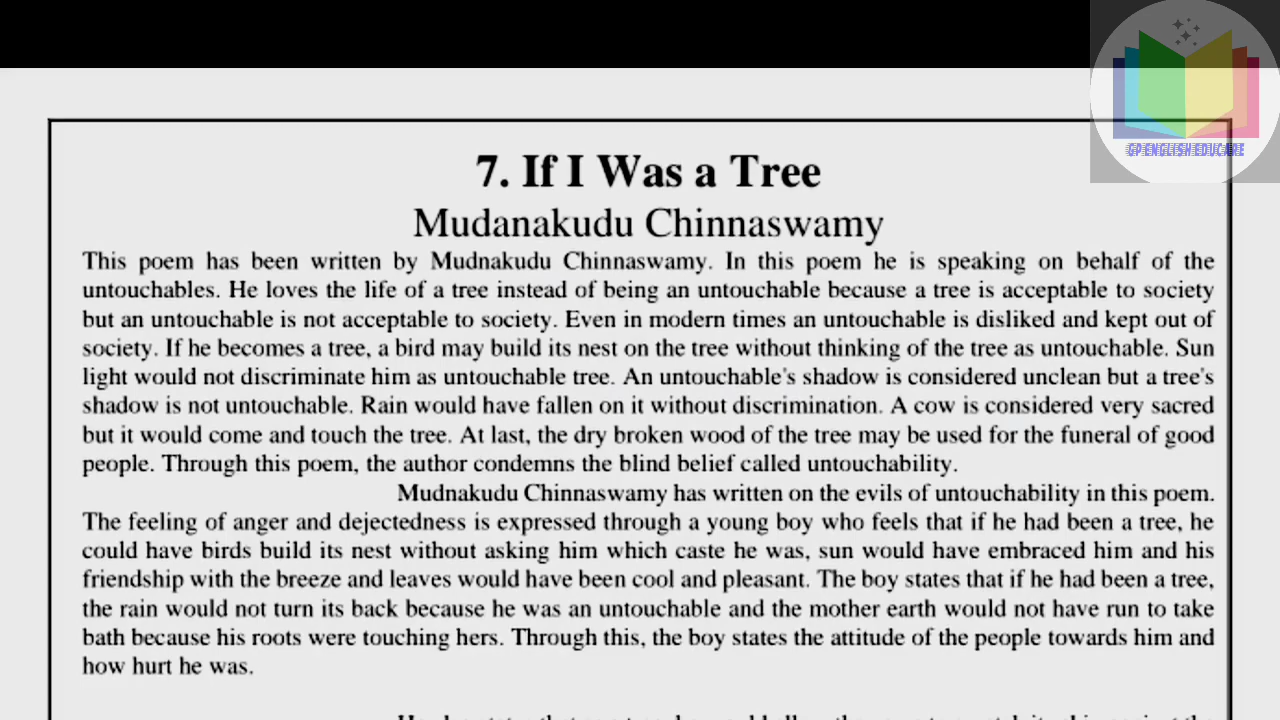 GP ENGLISH EDUCARE
7. If I Was a Tree
Mudanakudu Chinnaswamy
This poem has been written by Mudnakudu Chinnaswamy. In this poem he is speaking on behalf of the
untouchables. He loves the life of a tree instead of being an untouchable because a tree is acceptable to society
but an untouchable is not acceptable to society. Even in modern times an untouchable is disliked and kept out of
society. If he becomes a tree, a bird may build its nest on the tree without thinking of the tree as untouchable. Sun
light would not discriminate him as untouchable tree. An untouchable's shadow is considered unclean but a tree's
shadow is not untouchable. Rain would have fallen on it without discrimination. A cow is considered very sacred
but it would come and touch the tree. At last, the dry broken wood of the tree may be used for the funeral of good
people. Through this poem, the author condemns the blind belief called untouchability.
Mudnakudu Chinnaswamy has written on the evils of untouchability in this poem.
The feeling of anger and dejectedness is expressed through a young boy who feels that if he had been a tree, he
could have birds build its nest without asking him which caste he was, sun would have embraced him and his
friendship with the breeze and leaves would have been cool and pleasant. The boy states that if he had been a tree,
the rain would not turn its back because he was an untouchable and the mother earth would not have run to take
bath because his roots were touching hers. Through this, the boy states the attitude of the people towards him and
how hurt he was.